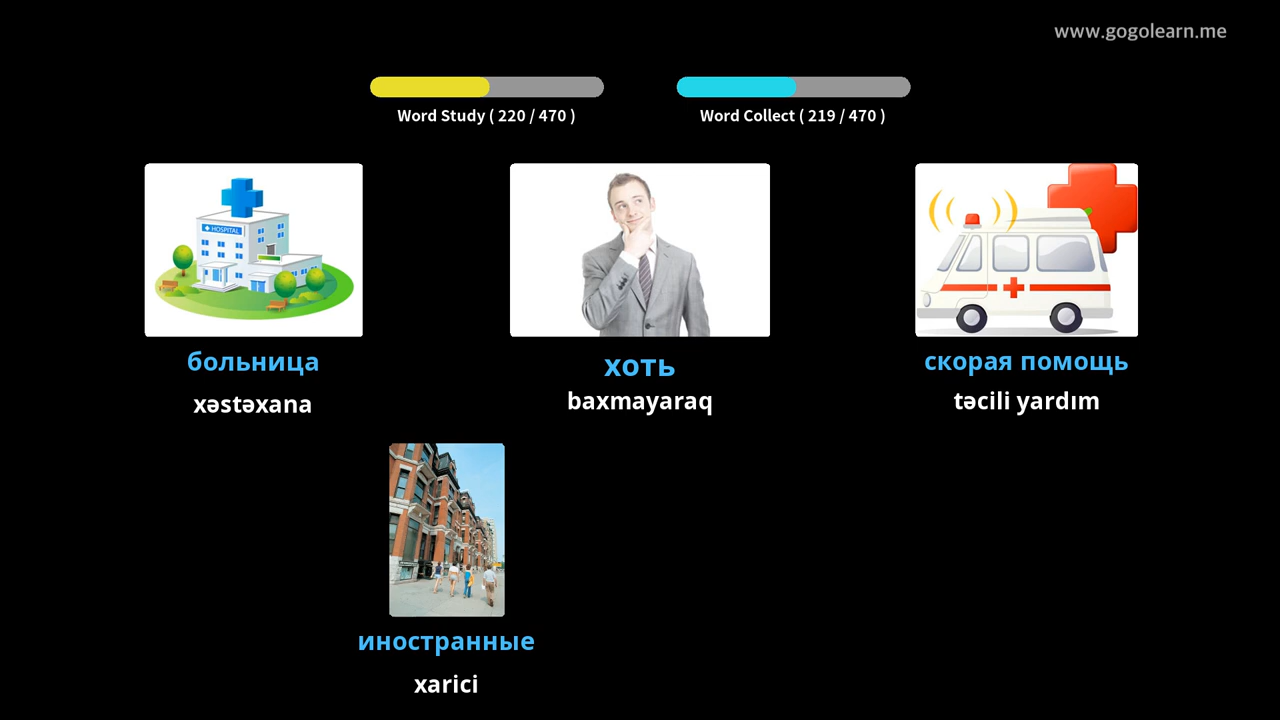 www.gogolearn.me
Word Study ( 220 / 470 )
Word Collect ( 219 / 470 )
HOSPITAL
больница
хоть
скорая помощь
xəstəxana
baxmayaraq
təcili yardım
иностранные
xarici